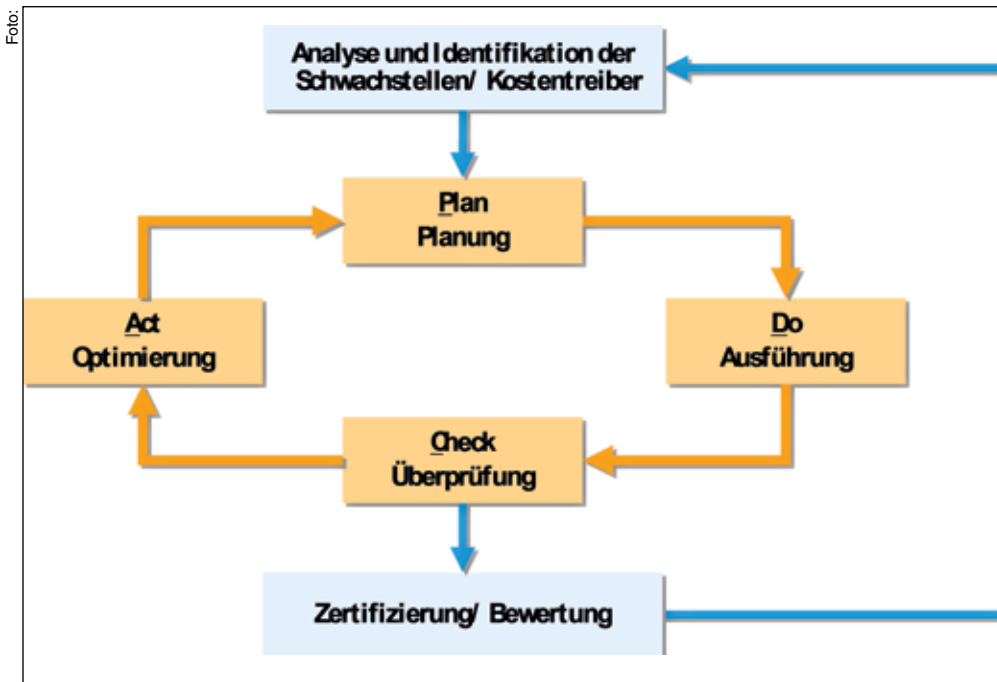 Foto:
Analyse und Identifikation der
Schwachstellen/ Kostentreiber
Plan
Planung
Act
Optimierung
Do
Ausführung
Check
Überprüfung
Zertifizierung/ Bewertung